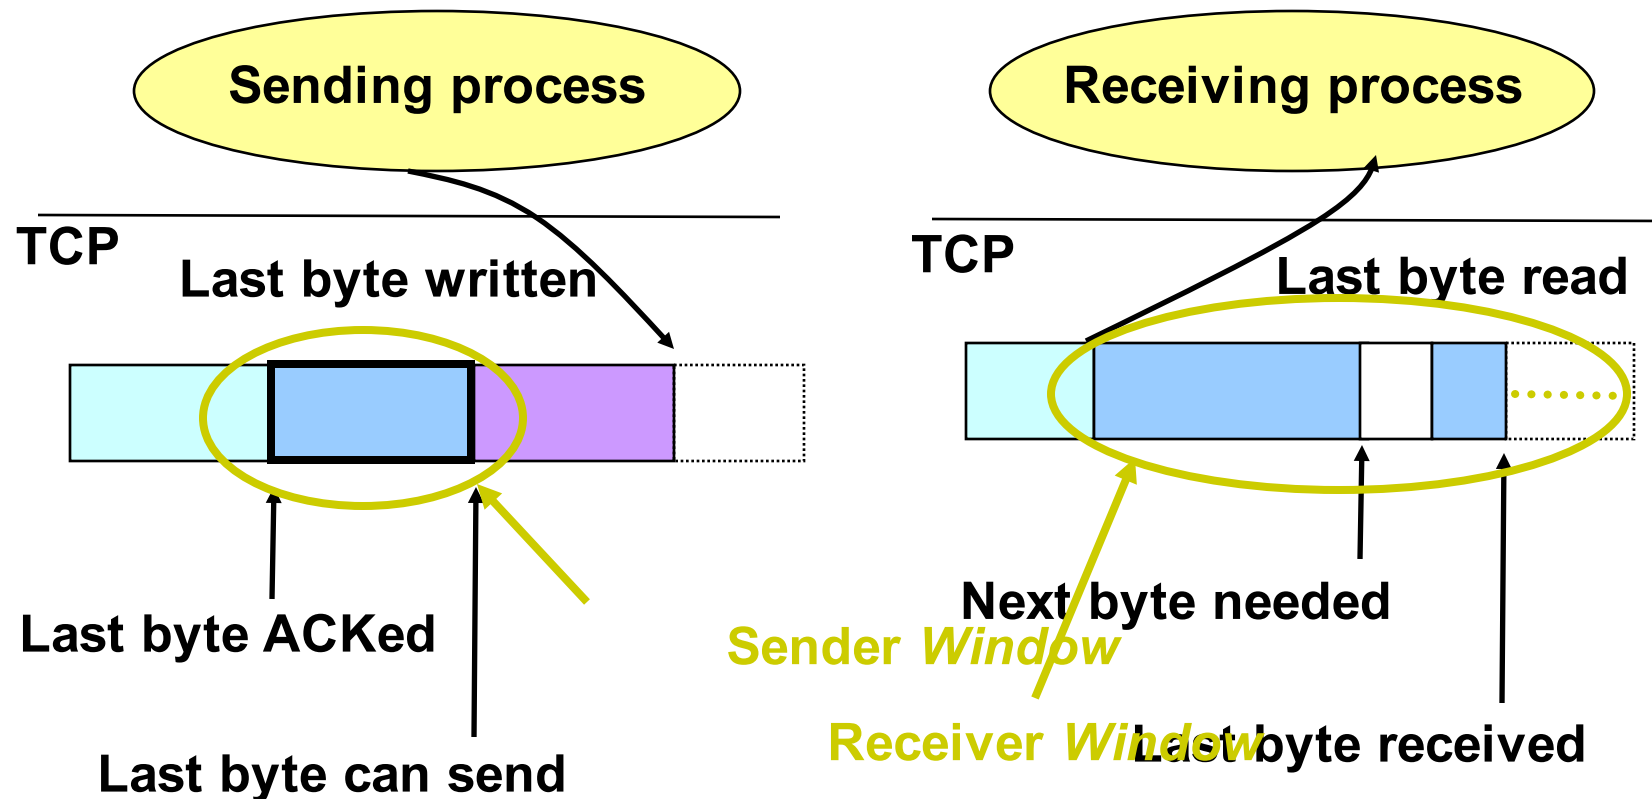 Sending process
Receiving process
TCP
TCP
Last byte written
Last byte read
Next byte needed
Last byte ACKed
Sender Window
Receiver Window
Last byte received
Last byte can send